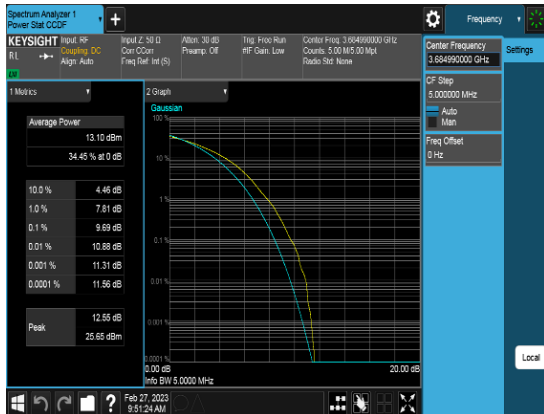 Spectrum Analyzer 1
Power Stat CCDF
+
Frequency
KEYSIGHT
RL
Input: RF
Coupling: DC
Align: Auto
Input Z: 50 Ω
Corr CCorr
Freq Ref: Int (S)
Atten: 30 dB
Preamp: Off
Trig: Free Run
#IF Gain: Low
Center Freq: 3.684990000 GHz
Counts: 5.00 M/5.00 Mpt
Radio Std: None
Center Frequency
3.684990000 GHz
Settings
CF Step
5.000000 MHz
Auto
Man
Freq Offset
0 Hz
1 Metrics
Average Power
13.10 dBm
34.45 % at 0 dB
10.0 % 4.46 dB
1.0 % 7.81 dB
0.1 % 9.69 dB
0.01 % 10.88 dB
0.001 % 11.31 dB
0.0001 % 11.56 dB
Peak
12.55 dB
25.65 dBm
2 Graph
Gaussian
100 %
10 %
1 %
0.1 %
0.01 %
0.001 %
0.0001 %
0.00 dB 20.00 dB
Info BW 5.0000 MHz
Local
?
Feb 27, 2023
9:51:24 AM